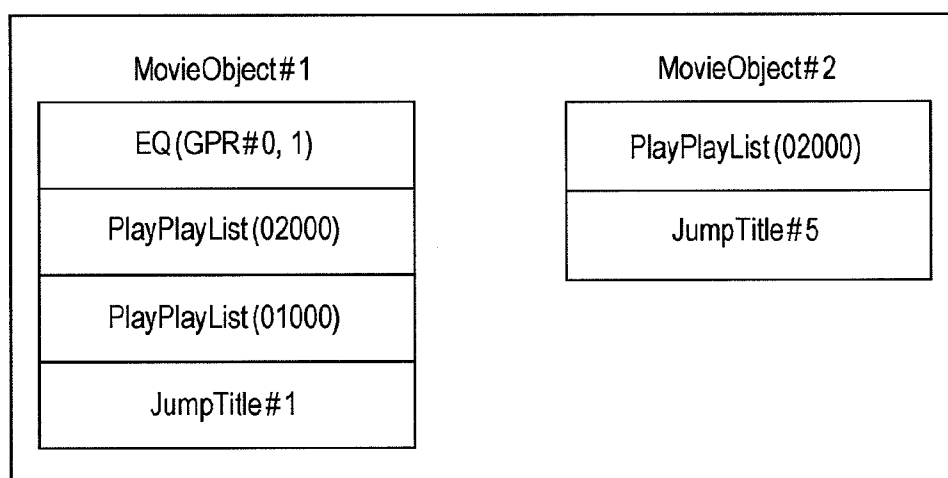 MovieObject#1
EQ(GPR#0, 1)
PlayPlayList(02000)
PlayPlayList(01000)
JumpTitle#1
MovieObject#2
PlayPlayList(02000)
JumpTitle#5